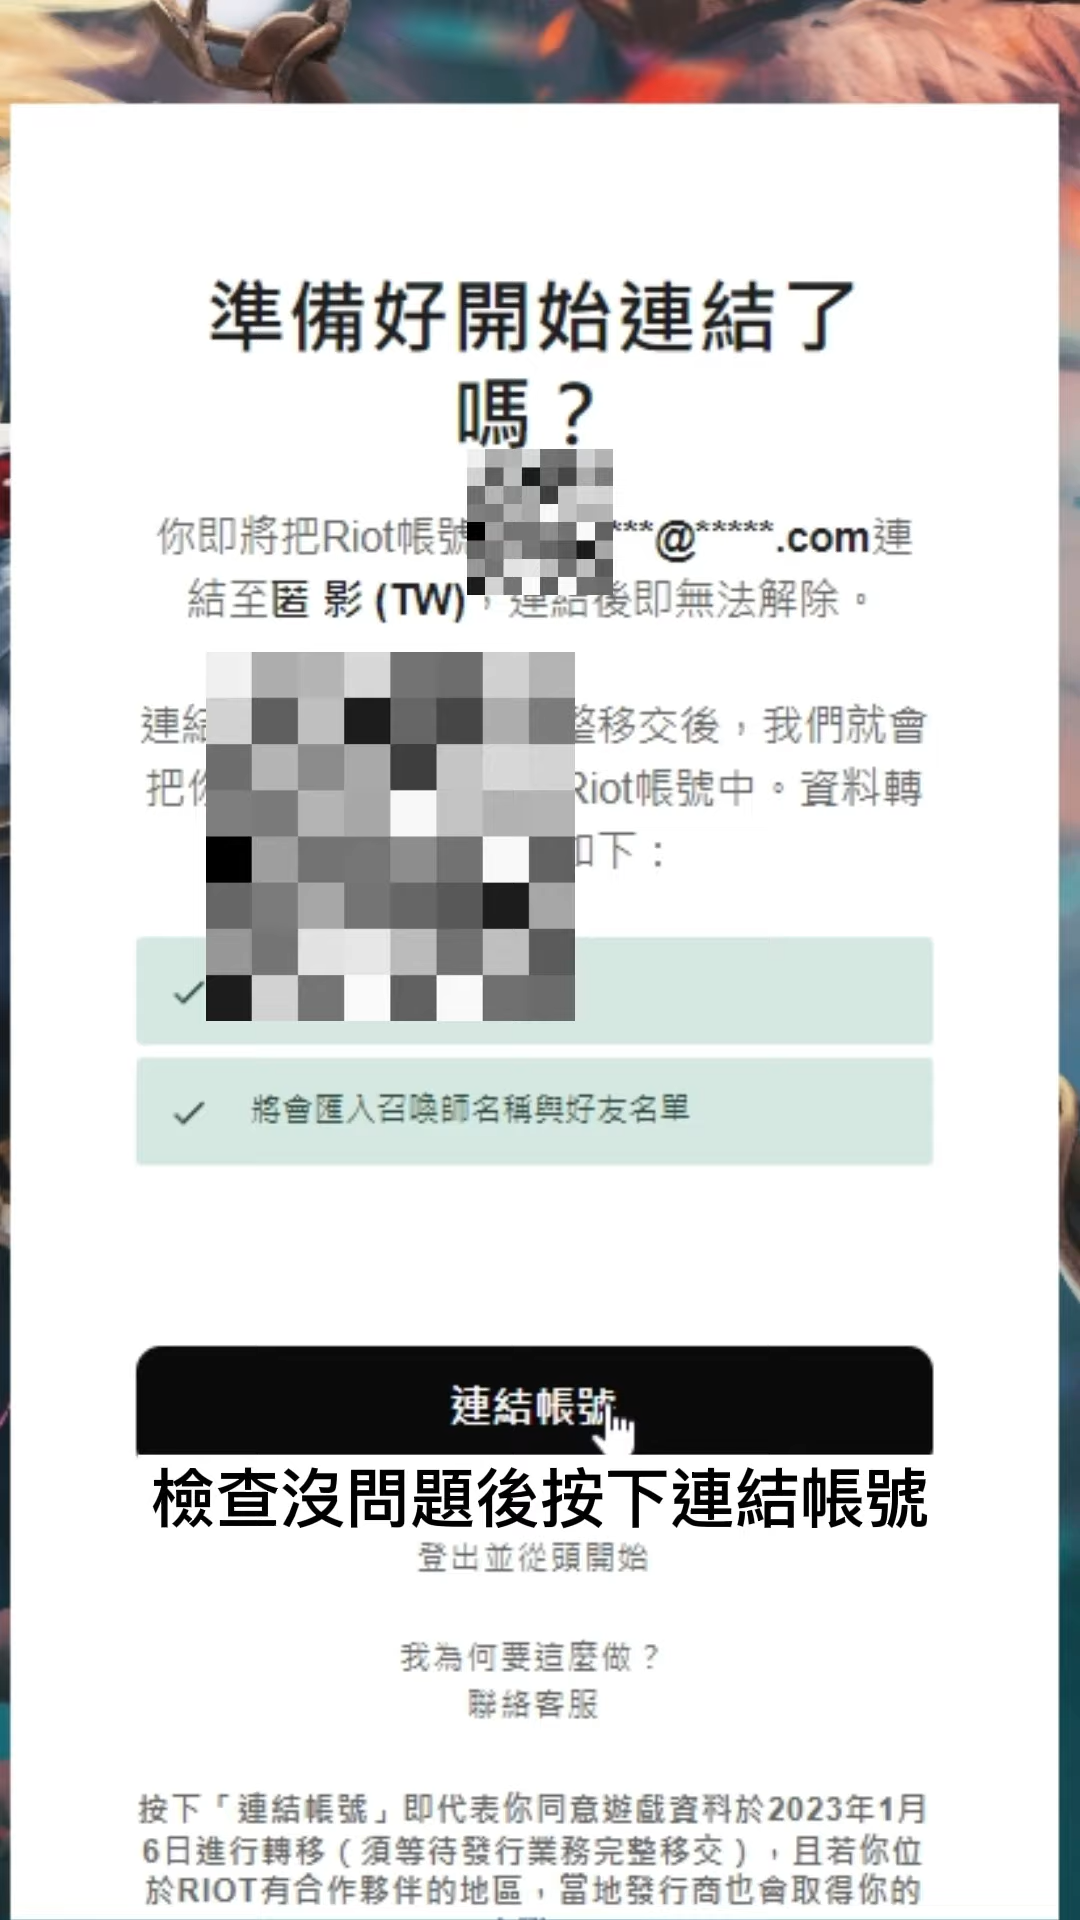 準備好開始連結了
嗎？
你即將把Riot帳號***@*****.com連
結至匿 影 (TW)，連結後即無法解除。
連結整移交後，我們就會
把你Riot帳號中。資料轉
如下：
將會匯入召喚師名稱與好友名單
連結帳號
檢查沒問題後按下連結帳號
登出並從頭開始
我為何要這麼做？
聯絡客服
按下「連結帳號」即代表你同意遊戲資料於2023年1月
6日進行轉移（須等待發行業務完整移交），且若你位
於RIOT有合作夥伴的地區，當地發行商也會取得你的